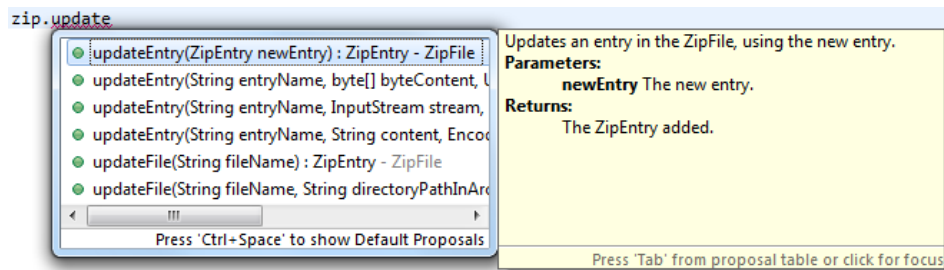 zip.update
updateEntry(ZipEntry newEntry) : ZipEntry - ZipFile
updateEntry(String entryName, byte[] byteContent,
updateEntry(String entryName, InputStream stream,
updateEntry(String entryName, String content, Encod
updateFile(String fileName) : ZipEntry - ZipFile
updateFile(String fileName, String directoryPathInAr
Press 'Ctrl+Space' to show Default Proposals
Updates an entry in the ZipFile, using the new entry.
Parameters:
newEntry The new entry.
Returns:
The ZipEntry added.
Press 'Tab' from proposal table or click for focus